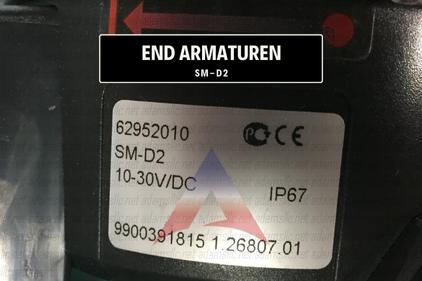 END ARMATUREN
SM-D2
62952010
SM-D2
10-30V/DC
IP67
9900391815 1.26807.01